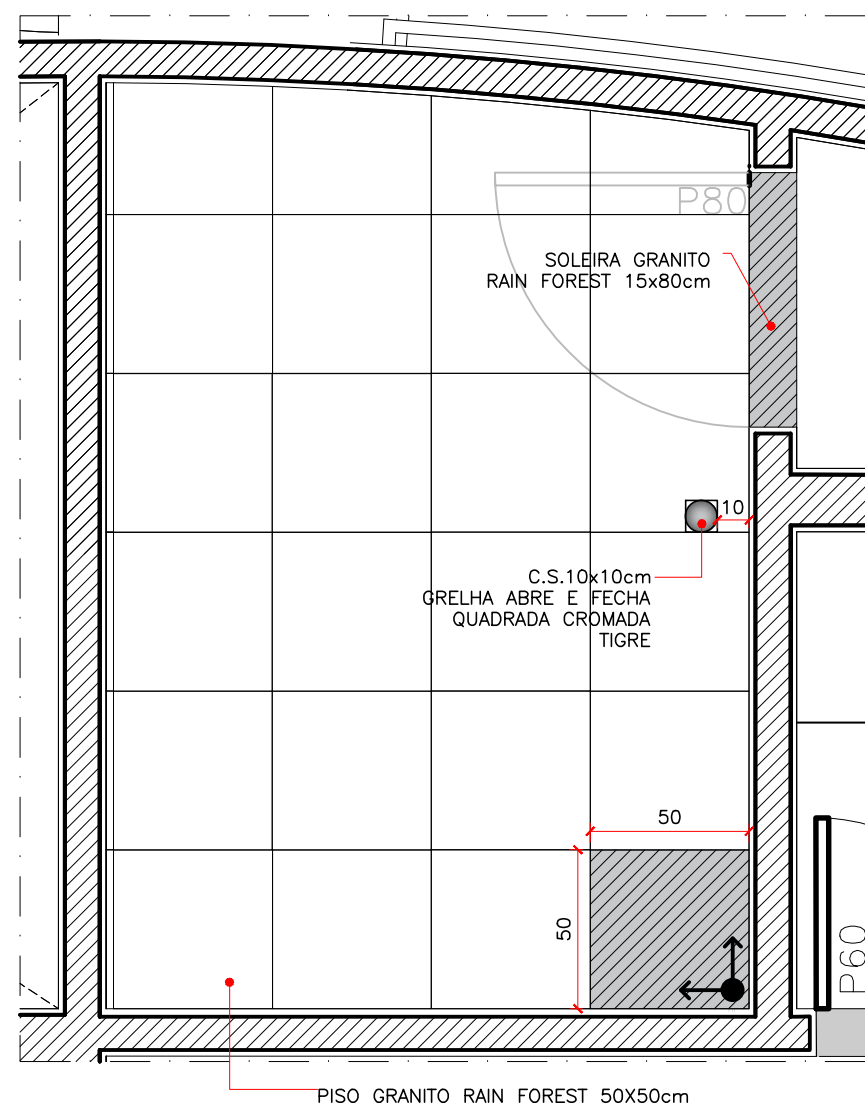 P80
SOLEIRA GRANITO
RAIN FOREST 15x80cm
10
C.S.10x10cm
GRELHA ABRE E FECHA
QUADRADA CROMADA
TIGRE
50
50
P60
PISO GRANITO RAIN FOREST 50X50cm